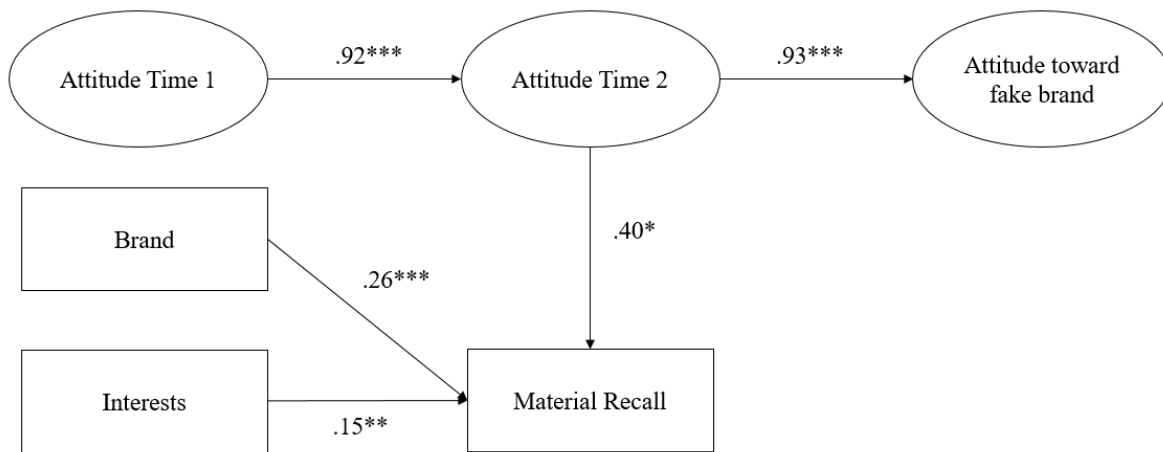 .92***
.93***
Attitude Time 1
Attitude Time 2
Attitude toward
fake brand
Brand
.40*
.26***
Interests
Material Recall
.15**